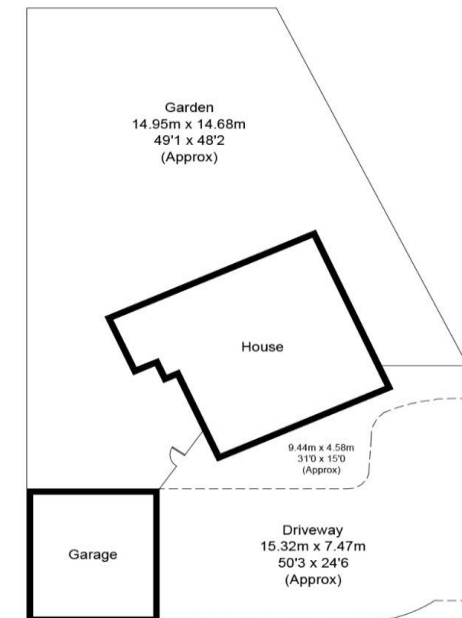 Garden
14.95m x 14.68m
49'1 x 48'2
(Approx)
House
9.44m x 4.58m
31'0 x 15'0
(Approx)
Driveway
15.32m x 7.47m
50'3 x 24'6
(Approx)
Garage